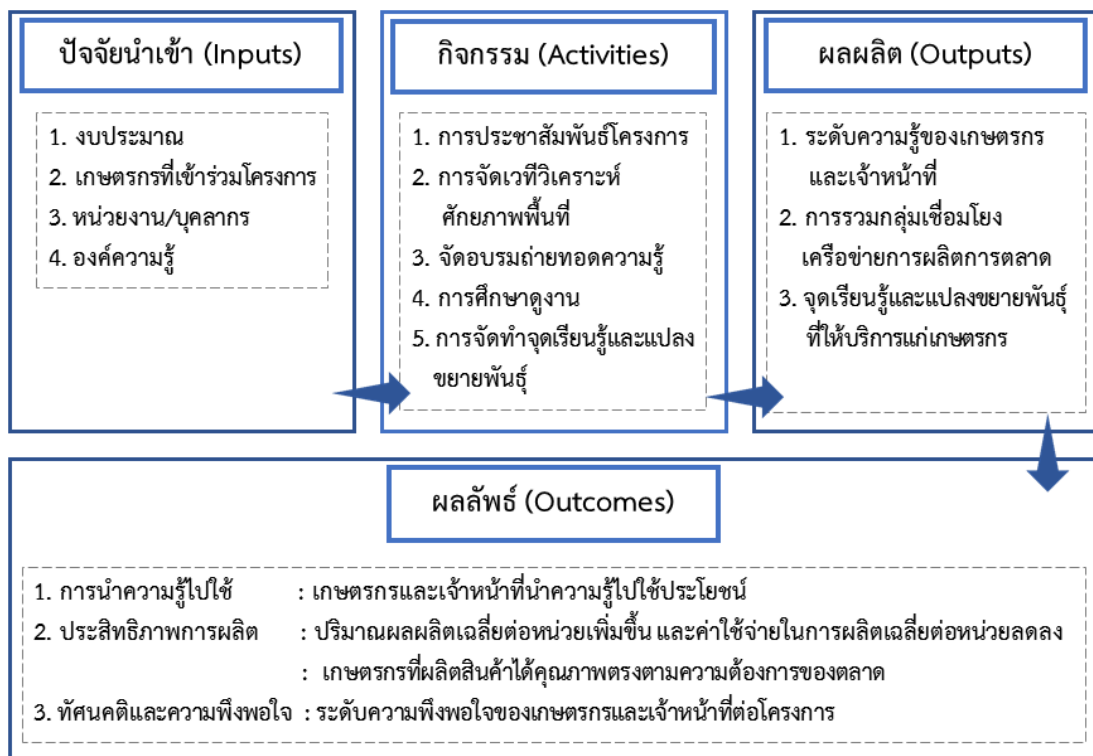 ปัจจัยนำเข้า (Inputs)
1. งบประมาณ
2. เกษตรกรที่เข้าร่วมโครงการ
3. หน่วยงาน/บุคลากร
4. องค์ความรู้
กิจกรรม (Activities)
1. การประชาสัมพันธ์โครงการ
2. การจัดเวทีวิเคราะห์
ศักยภาพพื้นที่
3. จัดอบรมถ่ายทอดความรู้
4. การศึกษาดูงาน
5. การจัดทำจุดเรียนรู้และแปลง
ขยายพันธุ์
ผลผลิต (Outputs)
1. ระดับความรู้ของเกษตรกร
และเจ้าหน้าที่
2. การรวมกลุ่มเชื่อมโยง
เครือข่ายการผลิตการตลาด
3. จุดเรียนรู้และแปลงขยายพันธุ์
ที่ให้บริการแก่เกษตรกร
ผลลัพธ์ (Outcomes)
1. การนำความรู้ไปใช้ : เกษตรกรและเจ้าหน้าที่นำความรู้ไปใช้ประโยชน์
2. ประสิทธิภาพการผลิต : ปริมาณผลผลิตเฉลี่ยต่อหน่วยเพิ่มขึ้น และค่าใช้จ่ายในการผลิตเฉลี่ยต่อหน่วยลดลง
: เกษตรกรที่ผลิตสินค้าได้คุณภาพตรงตามความต้องการของตลาด
3. ทัศนคติและความพึงพอใจ : ระดับความพึงพอใจของเกษตรกรและเจ้าหน้าที่ต่อโครงการ